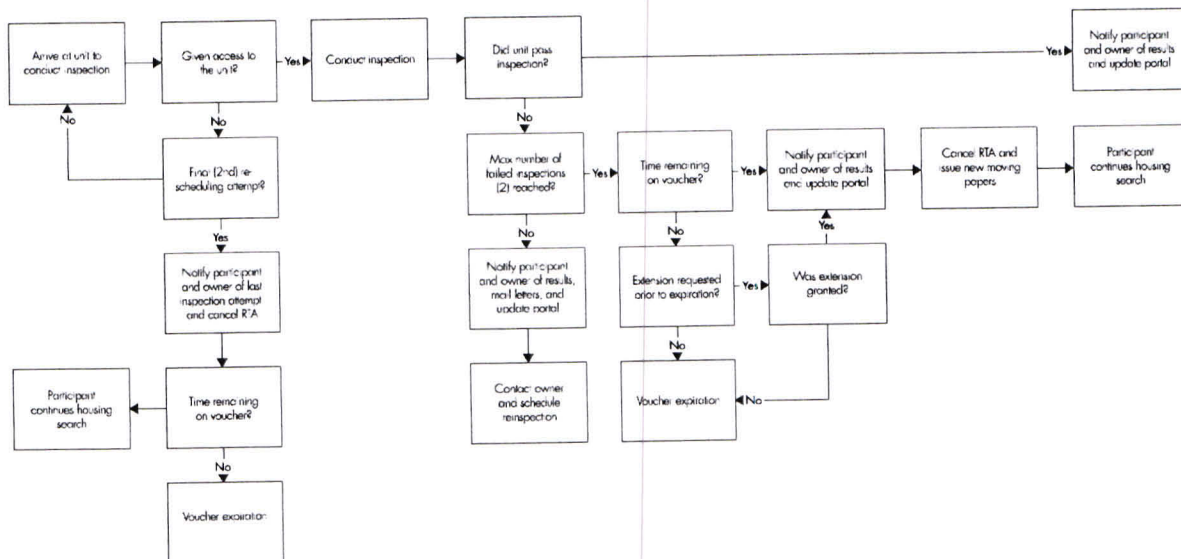 Arrive at unit to
conduct inspection
Given access to
the unit?
Yes
Conduct inspection
Did unit pass
inspection?
Yes
Notify participant
and owner of results
and update portal
No
No
No
Final (2nd) re-
scheduling attempt?
Max number of
failed inspections
(2) reached?
Yes
Time remaining
on voucher?
Yes
Notify participant
and owner of results
and update portal
Cancel RTA and
issue new moving
papers
Participant
continues housing
search
Yes
No
No
Yes
Notify participant
and owner of last
inspection attempt
and cancel RTA
Notify participant
and owner of results,
mail letters, and
update portal
Extension requested
prior to expiration?
Yes
Was extension
granted?
No
Participant
continues housing
search
Time remaining
on voucher?
Contact owner
and schedule
reinspection
Voucher expiration
No
No
Voucher expiration